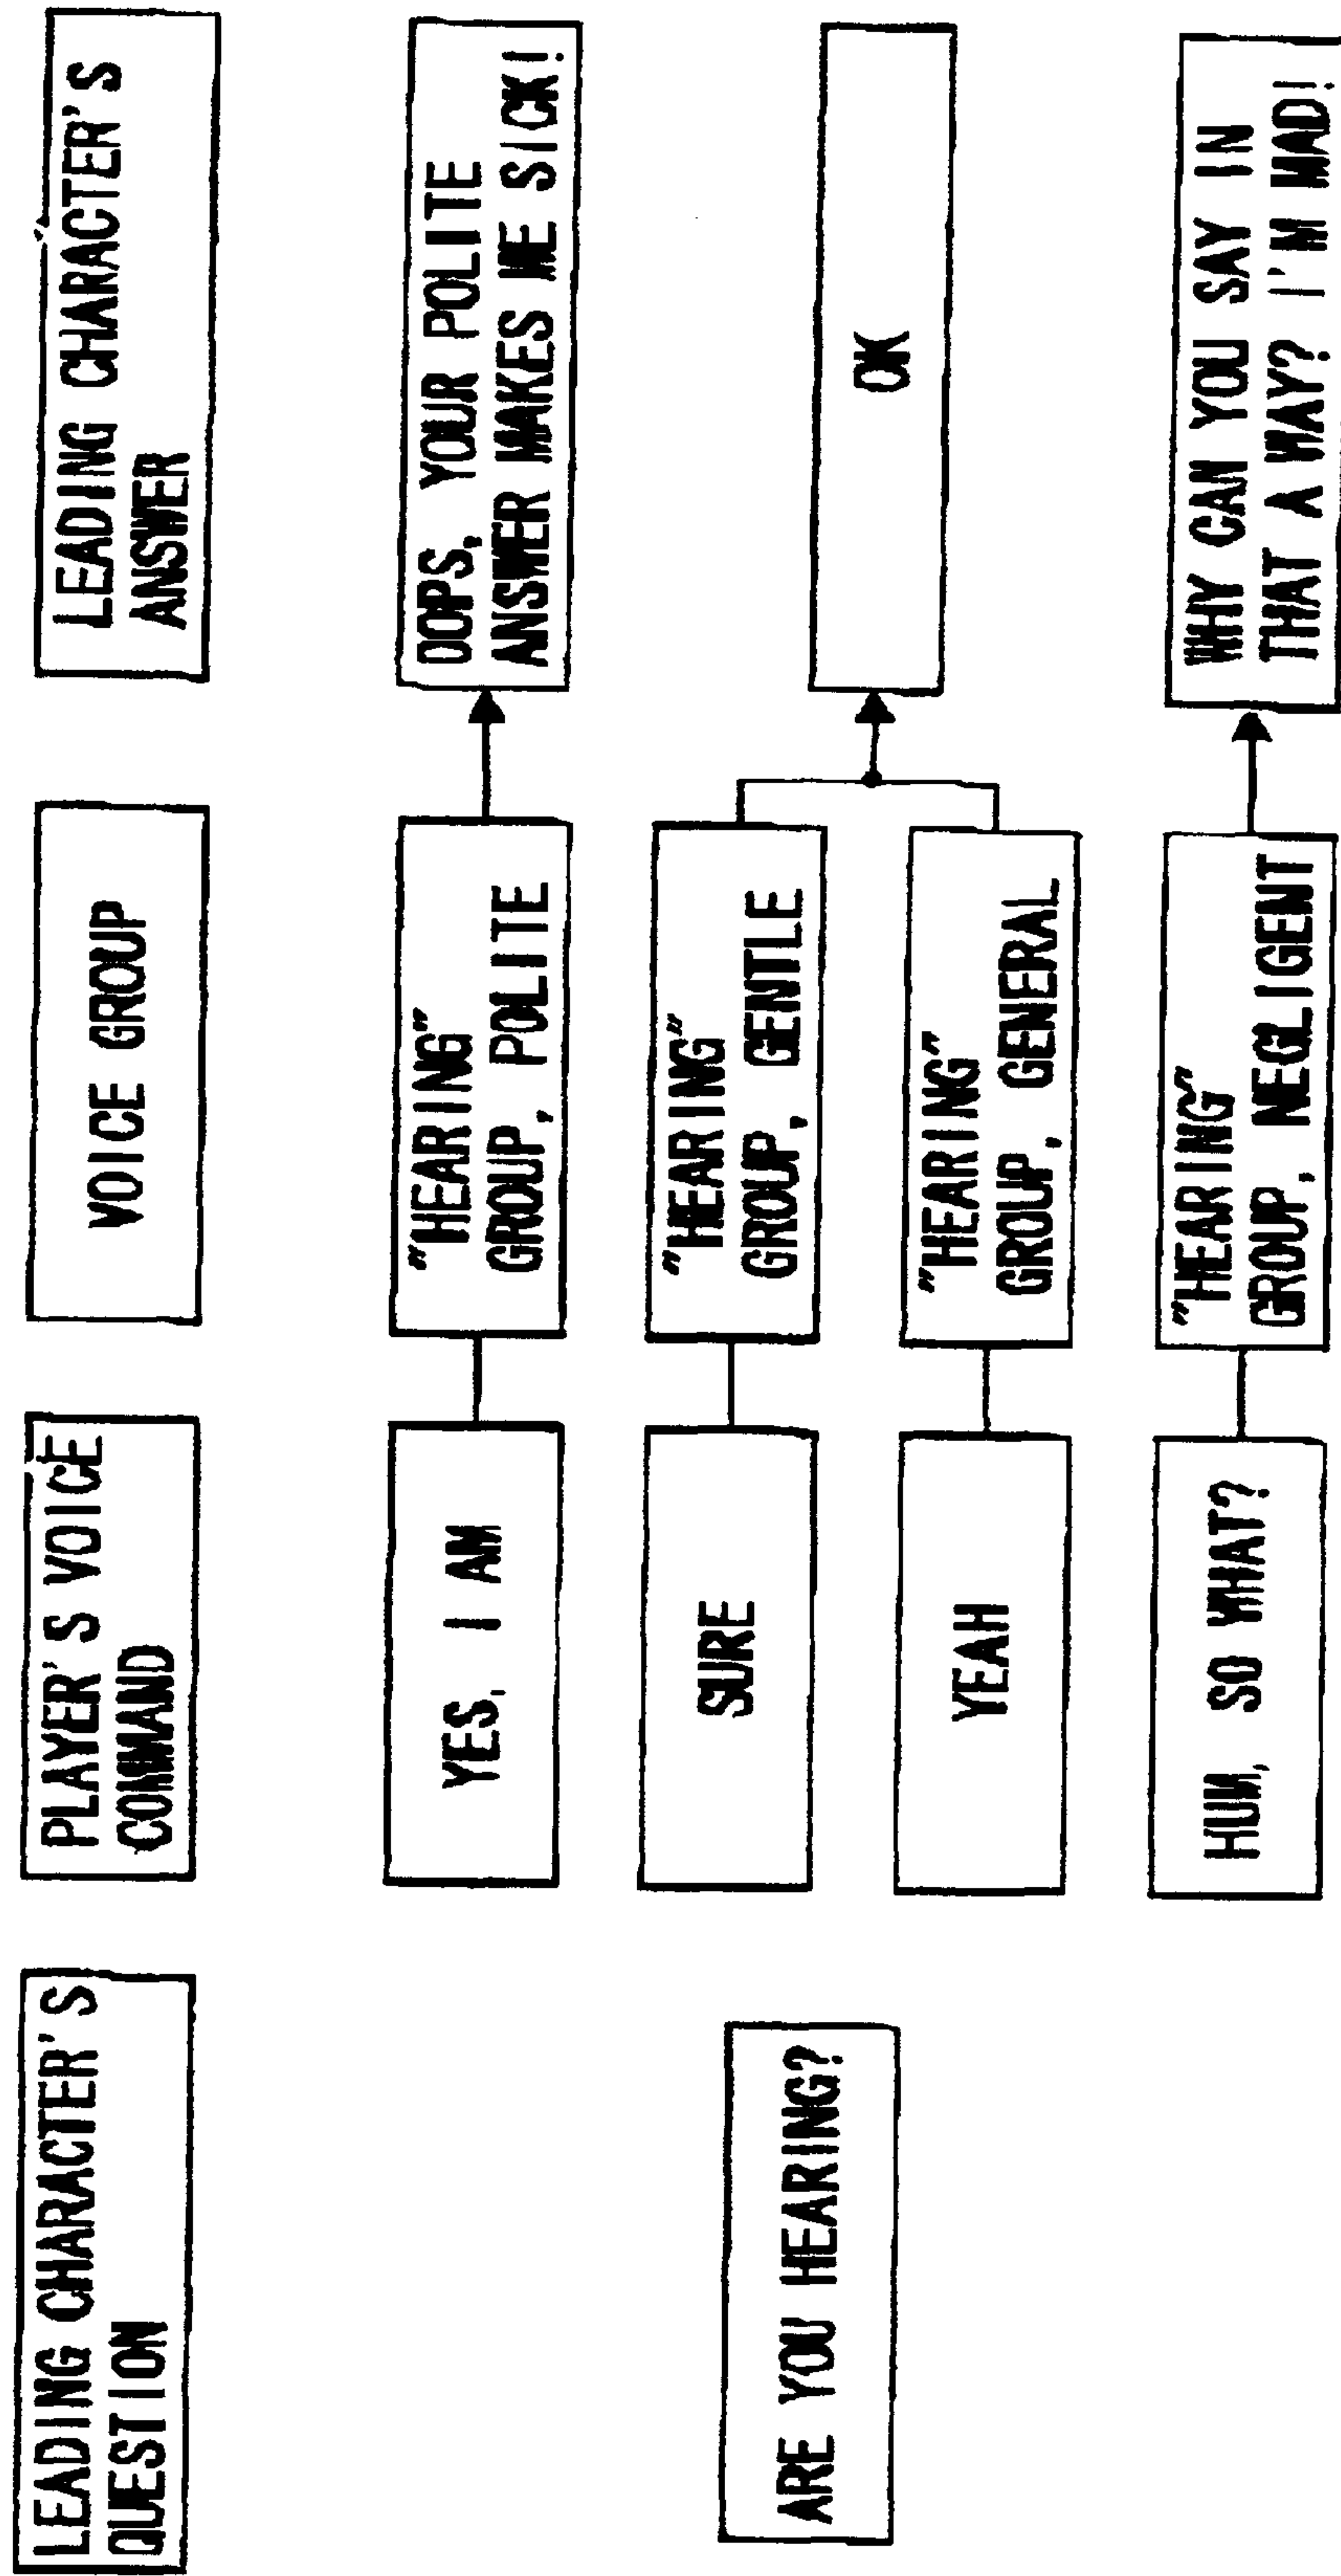 LEADING CHARACTER'S
QUESTION
PLAYER'S VOICE
COMMAND
VOICE GROUP
LEADING CHARACTER'S
ANSWER
ARE YOU HEARING?
YES, I AM
"HEARING"
GROUP, POLITE
OOPS, YOUR POLITE
ANSWER MAKES ME SICK!
SURE
"HEARING"
GROUP, GENTLE
YEAH
"HEARING"
GROUP, GENERAL
OK
HUM, SO WHAT?
"HEARING"
GROUP, NEGLIGENT
WHY CAN YOU SAY IN
THAT A WAY? I'M MAD!